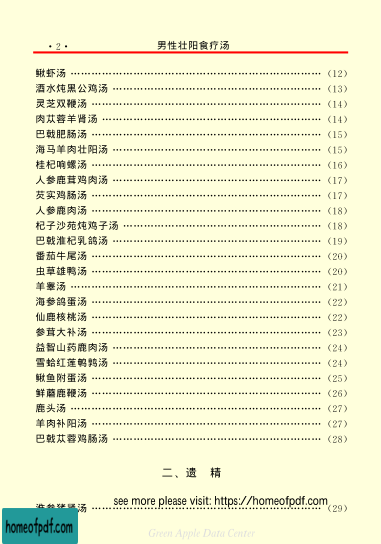 ·2· 男性壮阳食疗汤
鳅虾汤 ……………………………………………(12)
酒水炖黑公鸡汤 ……………………………………………(13)
灵芝双鞭汤 ……………………………………………(14)
肉苁蓉羊肾汤 ……………………………………………(14)
巴戟肥肠汤 ……………………………………………(15)
海马羊肉壮阳汤 ……………………………………………(15)
桂杞响螺汤 ……………………………………………(16)
人参鹿茸鸡肉汤 ……………………………………………(17)
芡实鸡肠汤 ……………………………………………(17)
人参鹿肉汤 ……………………………………………(18)
杞子沙苑炖鸡子汤 ……………………………………………(18)
巴戟淮杞乳鸽汤 ……………………………………………(19)
番茄牛尾汤 ……………………………………………(20)
虫草雄鸭汤 ……………………………………………(20)
羊睾汤 ……………………………………………(21)
海参鸽蛋汤 ……………………………………………(22)
仙鹿核桃汤 ……………………………………………(22)
参茸大补汤 ……………………………………………(23)
益智山药鹿肉汤 ……………………………………………(24)
雪蛤红莲鹌鹑汤 ……………………………………………(24)
鳅鱼附蛋汤 ……………………………………………(25)
鲜蘑鹿鞭汤 ……………………………………………(26)
鹿头汤 ……………………………………………(27)
羊肉补阳汤 ……………………………………………(27)
巴戟苁蓉鸡肠汤 ……………………………………………(28)
二、遗 精
see more please visit: https://homeofpdf.com
淮参猪肾汤 ……………………………………………(29)
homeofpdf.com
Green Apple Data Center